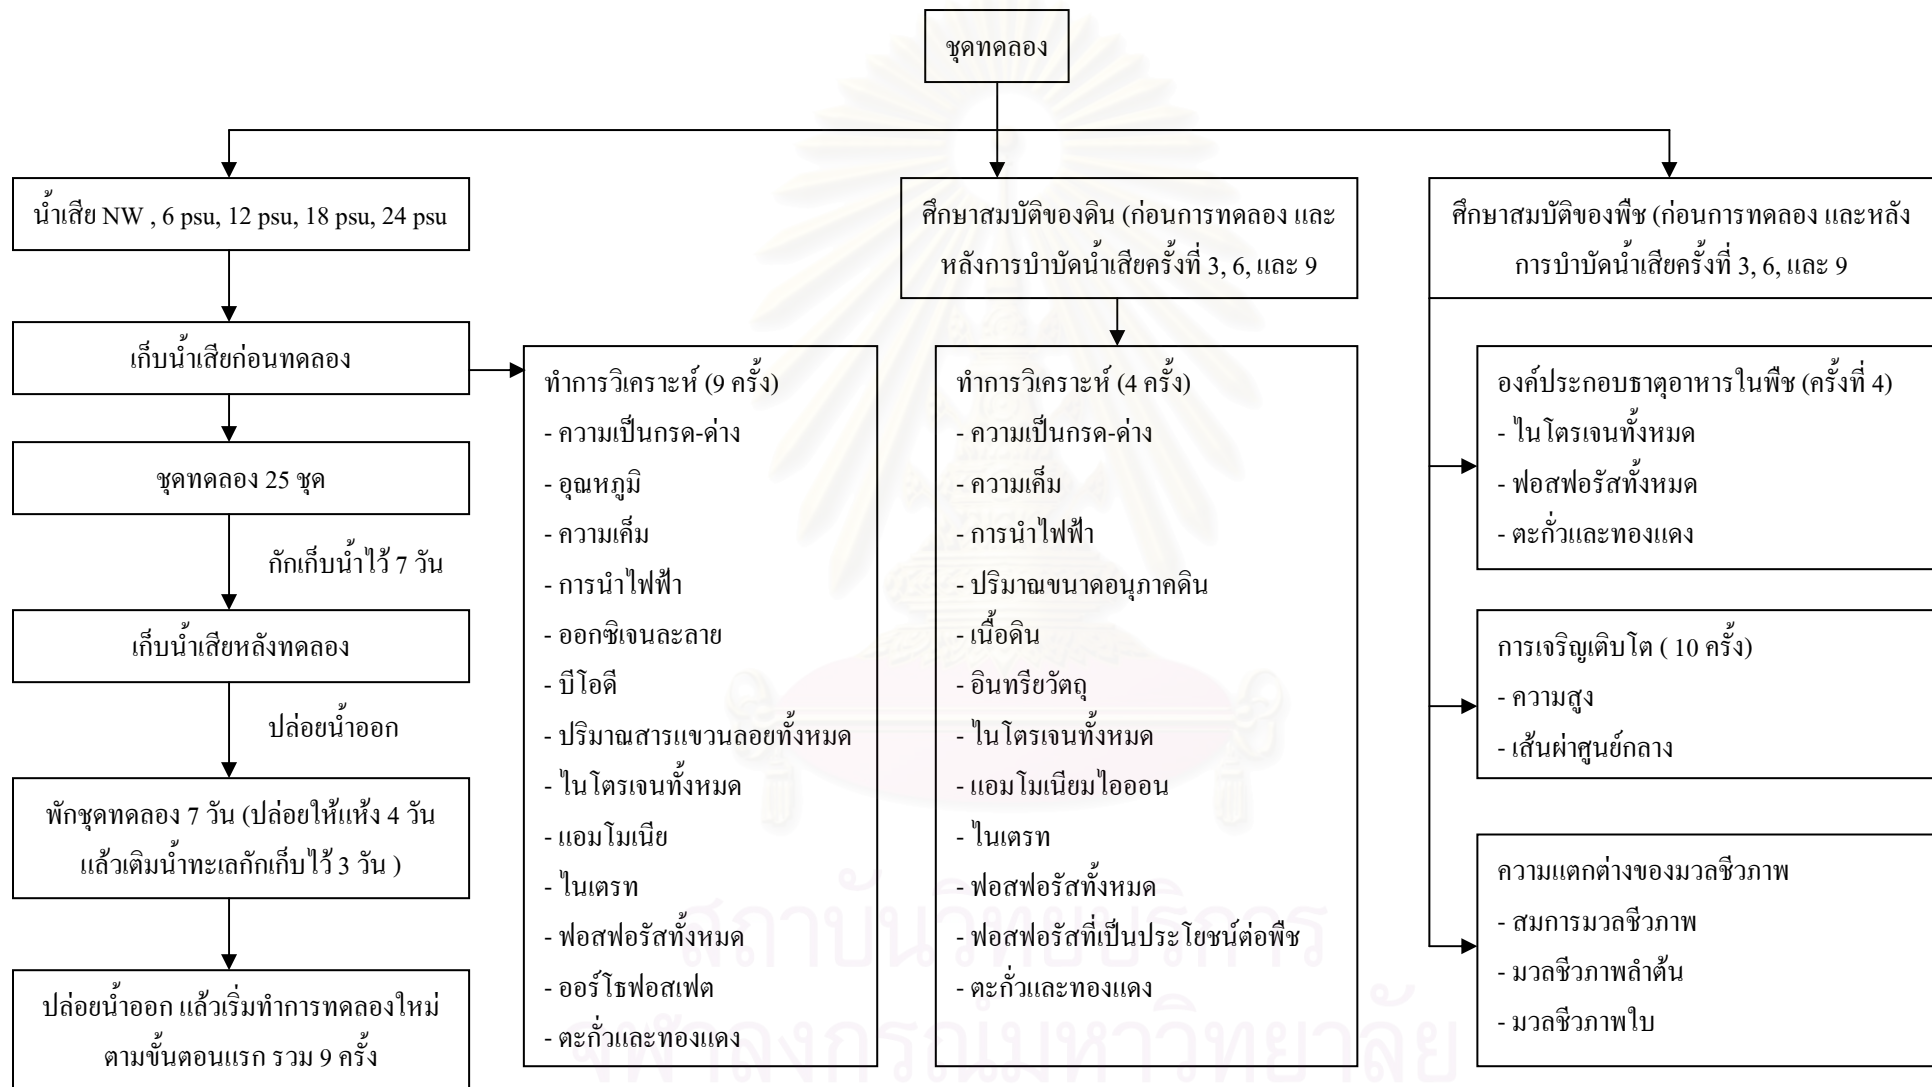 ชุดทดลอง
น้ำเสีย NW , 6 psu, 12 psu, 18 psu, 24 psu
เก็บน้ำเสียก่อนทดลอง
ชุดทดลอง 25 ชุด
กักเก็บน้ำไว้ 7 วัน
เก็บน้ำเสียหลังทดลอง
ปล่อยน้ำออก
พักชุดทดลอง 7 วัน (ปล่อยให้แห้ง 4 วัน
แล้วเติมน้ำทะเลกักเก็บไว้ 3 วัน )
ปล่อยน้ำออก แล้วเริ่มทำการทดลองใหม่
ตามขั้นตอนแรก รวม 9 ครั้ง
ทำการวิเคราะห์ (9 ครั้ง)
- ความเป็นกรด-ด่าง
- อุณหภูมิ
- ความเค็ม
- การนำไฟฟ้า
- ออกซิเจนละลาย
- บีโอดี
- ปริมาณสารแขวนลอยทั้งหมด
- ไนโตรเจนทั้งหมด
- แอมโมเนีย
- ไนเตรท
- ฟอสฟอรัสทั้งหมด
- ออร์โธฟอสเฟต
- ตะกั่วและทองแดง
ศึกษาสมบัติของดิน (ก่อนการทดลอง และ
หลังการบำบัดน้ำเสียครั้งที่ 3, 6, และ 9
ทำการวิเคราะห์ (4 ครั้ง)
- ความเป็นกรด-ด่าง
- ความเค็ม
- การนำไฟฟ้า
- ปริมาณขนาดอนุภาคดิน
- เนื้อดิน
- อินทรียวัตถุ
- ไนโตรเจนทั้งหมด
- แอมโมเนียมไอออน
- ไนเตรท
- ฟอสฟอรัสทั้งหมด
- ฟอสฟอรัสที่เป็นประโยชน์ต่อพืช
- ตะกั่วและทองแดง
ศึกษาสมบัติของพืช (ก่อนการทดลอง และหลัง
การบำบัดน้ำเสียครั้งที่ 3, 6, และ 9
องค์ประกอบธาตุอาหารในพืช (ครั้งที่ 4)
- ไนโตรเจนทั้งหมด
- ฟอสฟอรัสทั้งหมด
- ตะกั่วและทองแดง
การเจริญเติบโต ( 10 ครั้ง)
- ความสูง
- เส้นผ่าศูนย์กลาง
ความแตกต่างของมวลชีวภาพ
- สมการมวลชีวภาพ
- มวลชีวภาพลำต้น
- มวลชีวภาพใบ
สถาบันวิทยบริการ
จุฬาลงกรณ์มหาวิทยาลัย